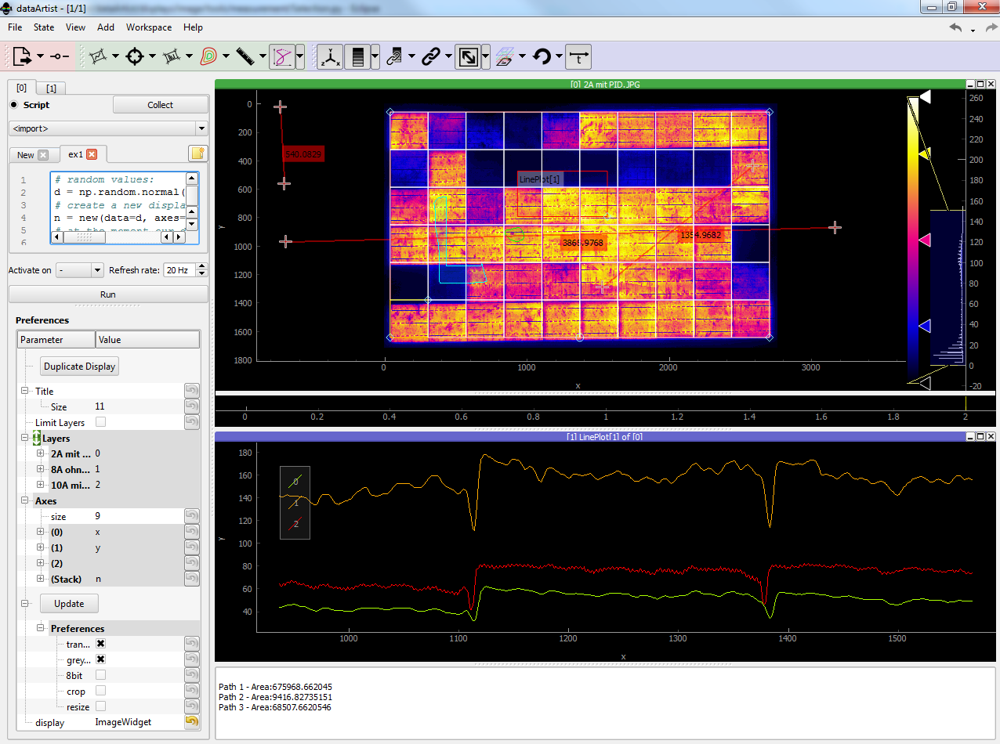 dataArtist - [1/1]
File State View Add Workspace Help
[0] [1]
Script Collect
<import>
New ex1
1 # random values:
2 d = np.random.normal(
3 # create a new displa
4 n = new(data=d, axes=
5
6
Activate on - Refresh rate: 20 Hz
Run
Preferences
Parameter Value
Duplicate Display
Title
Size 11
Limit Layers
Layers
2A mit ... 0
8A ohn... 1
10A mi... 2
Axes
size 9
(0) x
(1) y
(2)
(Stack) n
Update
Preferences
tran...
grey...
8bit
crop
resize
display ImageWidget
[0] 2A mit PID.JPG
0
200
400
600
800
1000
1200
1400
1600
1800
y
540.0829
LinePlot[1]
3865.9768
1354.9682
0 1000 2000 3000
x
260
240
220
200
180
160
140
120
100
80
60
40
20
0
-20
0 0.2 0.4 0.6 0.8 1 1.2 1.4 1.6 1.8 2
[1] LinePlot[1] of [0]
180
160
140
120
100
80
60
40
y
0
1
2
1000 1100 1200 1300 1400 1500
x
Path 1 - Area:675968.662045
Path 2 - Area:9416.82735151
Path 3 - Area:68507.6620546